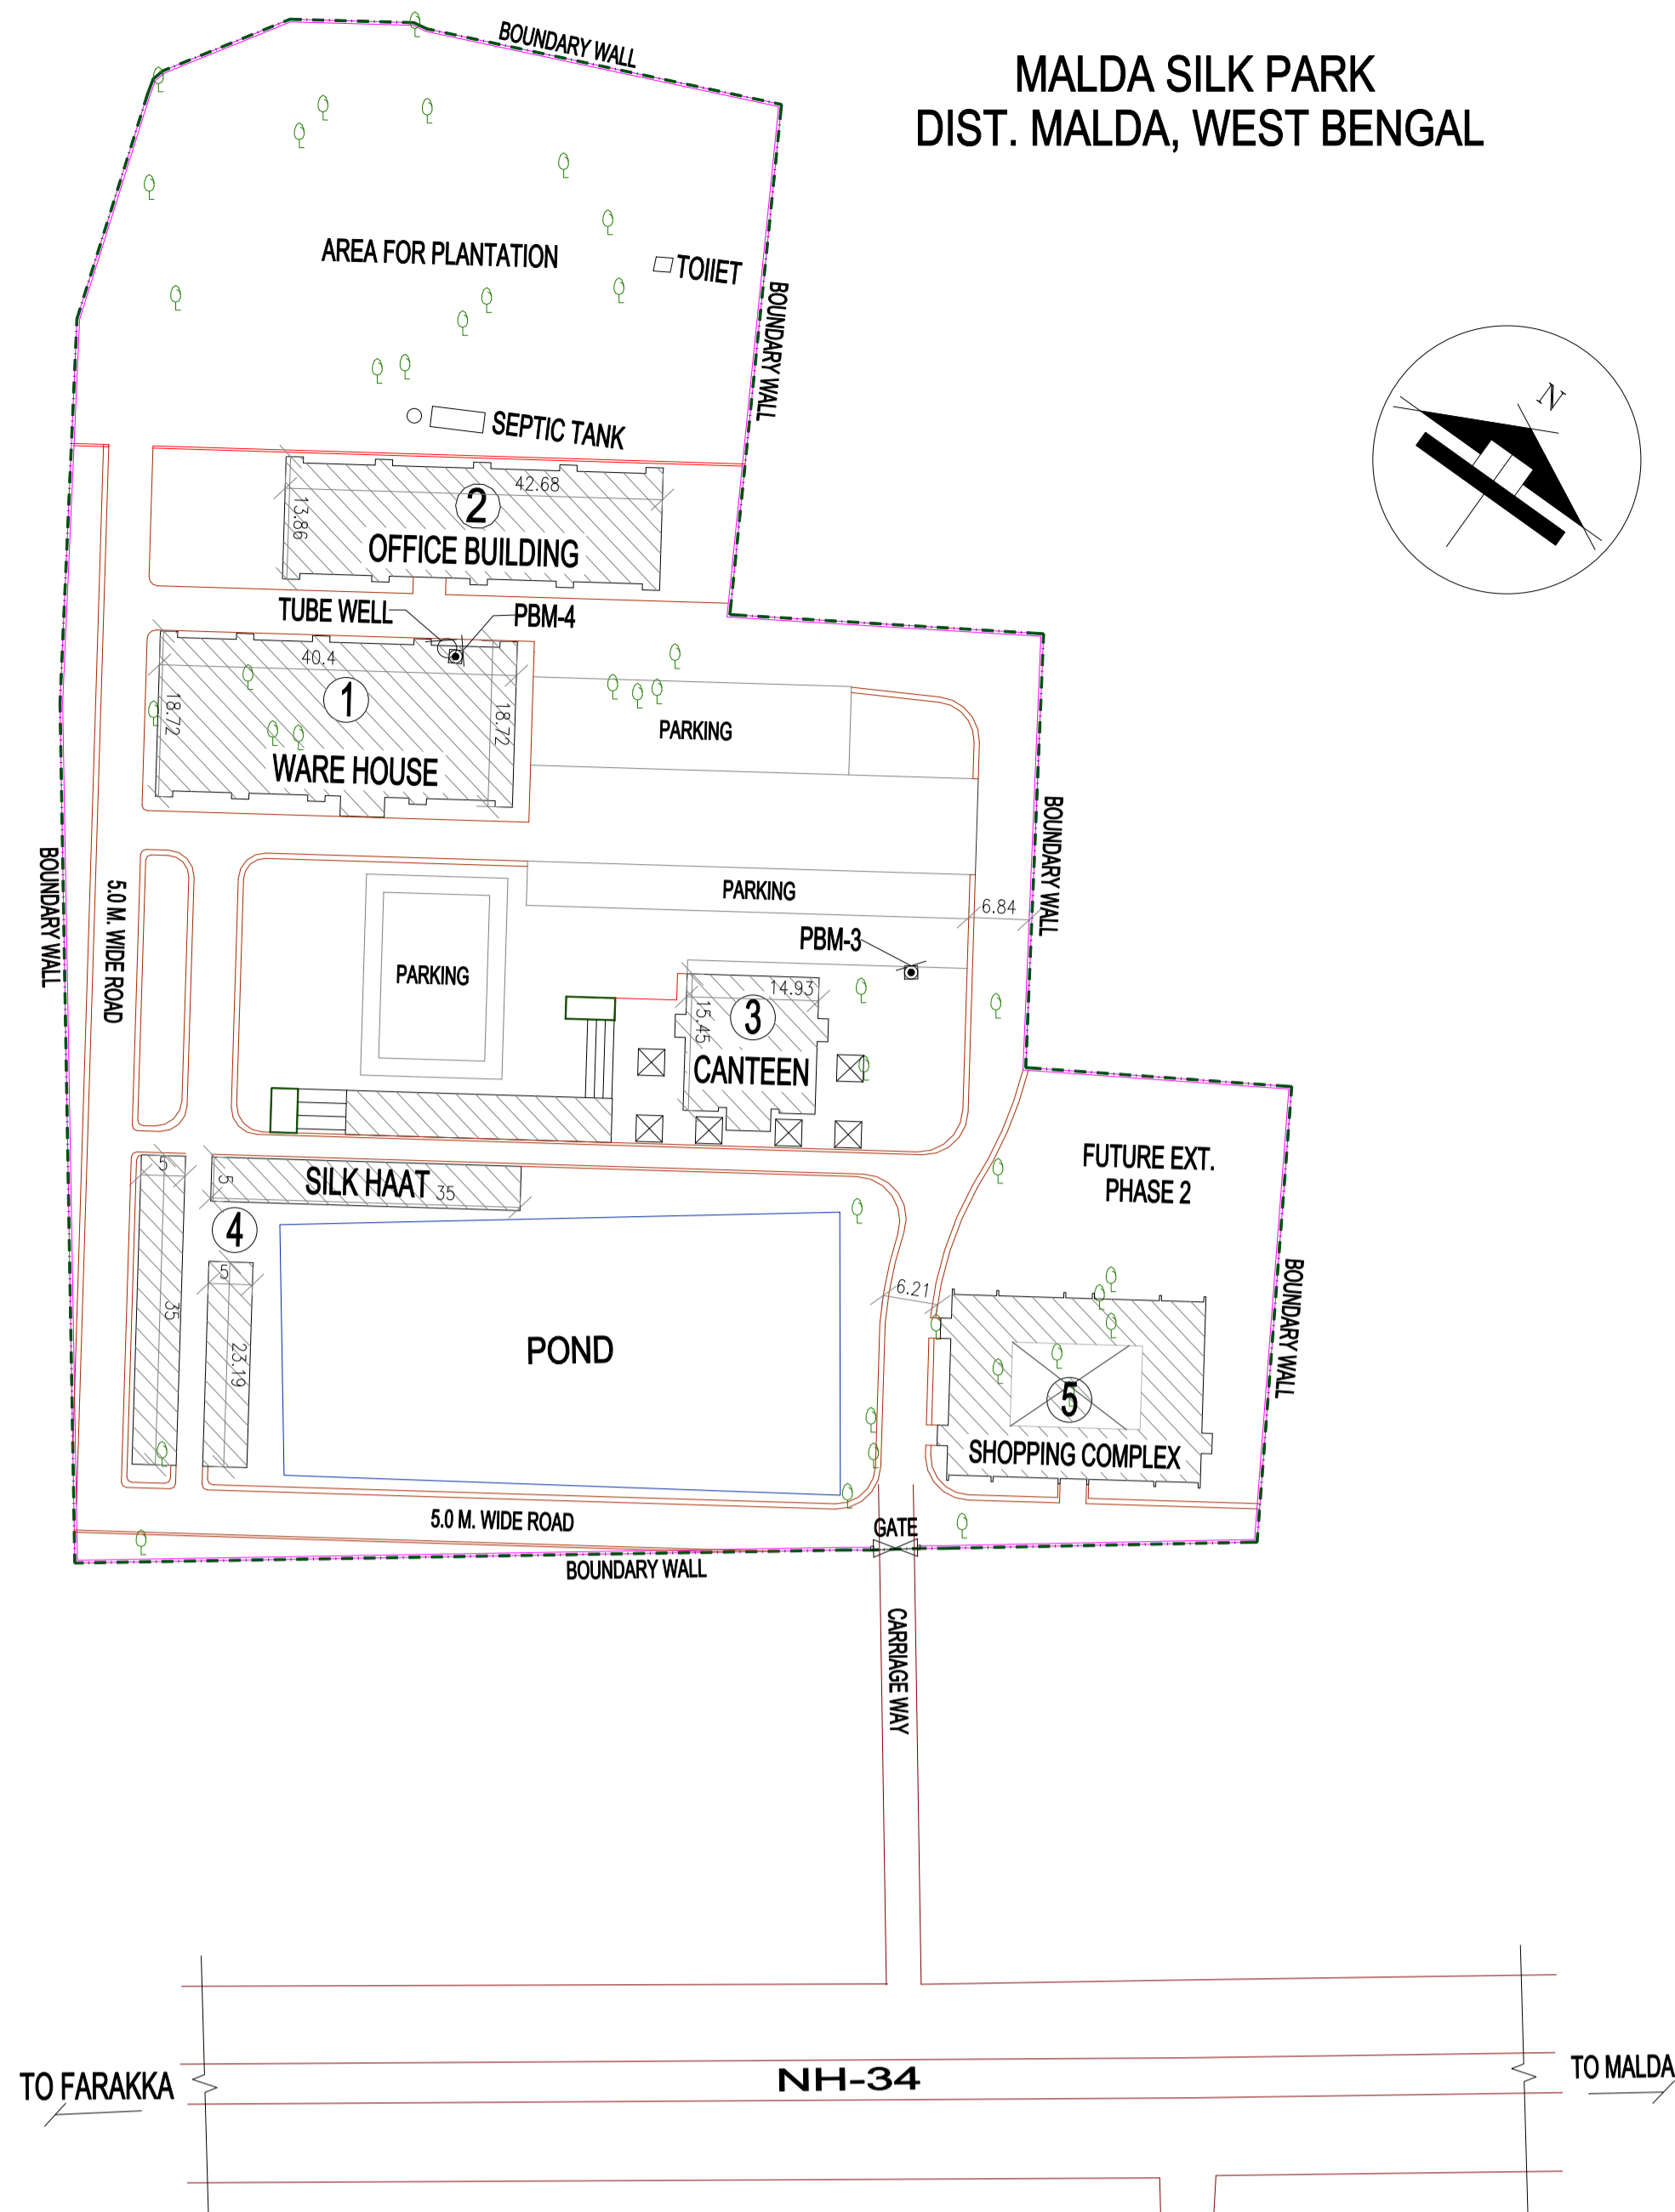 BOUNDARY WALL
MALDA SILK PARK
DIST. MALDA, WEST BENGAL
AREA FOR PLANTATION
TOIIET
BOUNDARY WALL
N
SEPTIC TANK
42.68
2
13.86
OFFICE BUILDING
TUBE WELL
PBM-4
40.4
1
18.72
18.72
WARE HOUSE
PARKING
BOUNDARY WALL
BOUNDARY WALL
5.0 M. WIDE ROAD
PARKING
6.84
PBM-3
PARKING
14.93
3
15.45
CANTEEN
FUTURE EXT.
PHASE 2
5
5
SILK HAAT
35
4
5
35
23.19
POND
6.21
BOUNDARY WALL
5
SHOPPING COMPLEX
5.0 M. WIDE ROAD
GATE
BOUNDARY WALL
CARRIAGE WAY
TO FARAKKA
NH-34
TO MALDA